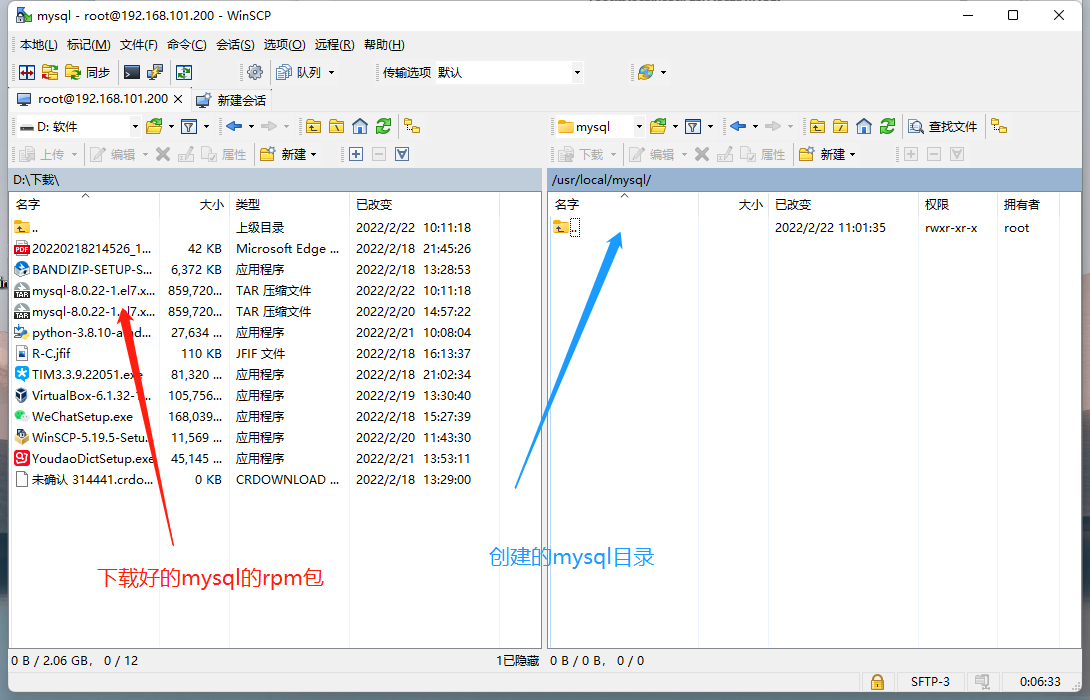 mysql - root@192.168.101.200 - WinSCP
本地(L) 标记(M) 文件(F) 命令(C) 会话(S) 选项(O) 远程(R) 帮助(H)
同步 队列 传输选项 默认
root@192.168.101.200 新建会话
D: 软件 mysql 查找文件
上传 编辑 属性 新建 下载 编辑 属性 新建
D:\下载\ /usr/local/mysql/
名字 大小 类型 已改变 名字 大小 已改变 权限 拥有者
.. 上级目录 2022/2/22 10:11:18 .. 2022/2/22 11:01:35 rwxr-xr-x root
20220218214526_1... 42 KB Microsoft Edge ... 2022/2/18 21:45:26
BANDIZIP-SETUP-S... 6,372 KB 应用程序 2022/2/18 13:28:53
mysql-8.0.22-1.el7.x... 859,720... TAR 压缩文件 2022/2/22 10:11:18
mysql-8.0.22-1.el7.x... 859,720... TAR 压缩文件 2022/2/20 14:57:22
python-3.8.10-amd... 27,634 ... 应用程序 2022/2/21 10:08:04
R-C.jfif 110 KB JFIF 文件 2022/2/18 16:13:37
TIM3.3.9.22051.exe 81,320 ... 应用程序 2022/2/18 21:02:34
VirtualBox-6.1.32-1... 105,756... 应用程序 2022/2/19 13:30:40
WeChatSetup.exe 168,039... 应用程序 2022/2/18 15:27:39
WinSCP-5.19.5-Setu... 11,569 ... 应用程序 2022/2/20 11:43:30
YoudaoDictSetup.exe 45,145 ... 应用程序 2022/2/21 13:53:11
未确认 314441.crdo... 0 KB CRDOWNLOAD ... 2022/2/18 13:29:00
创建的mysql目录
下载好的mysql的rpm包
0 B / 2.06 GB， 0 / 12 1已隐藏 0 B / 0 B， 0 / 0
SFTP-3 0:06:33